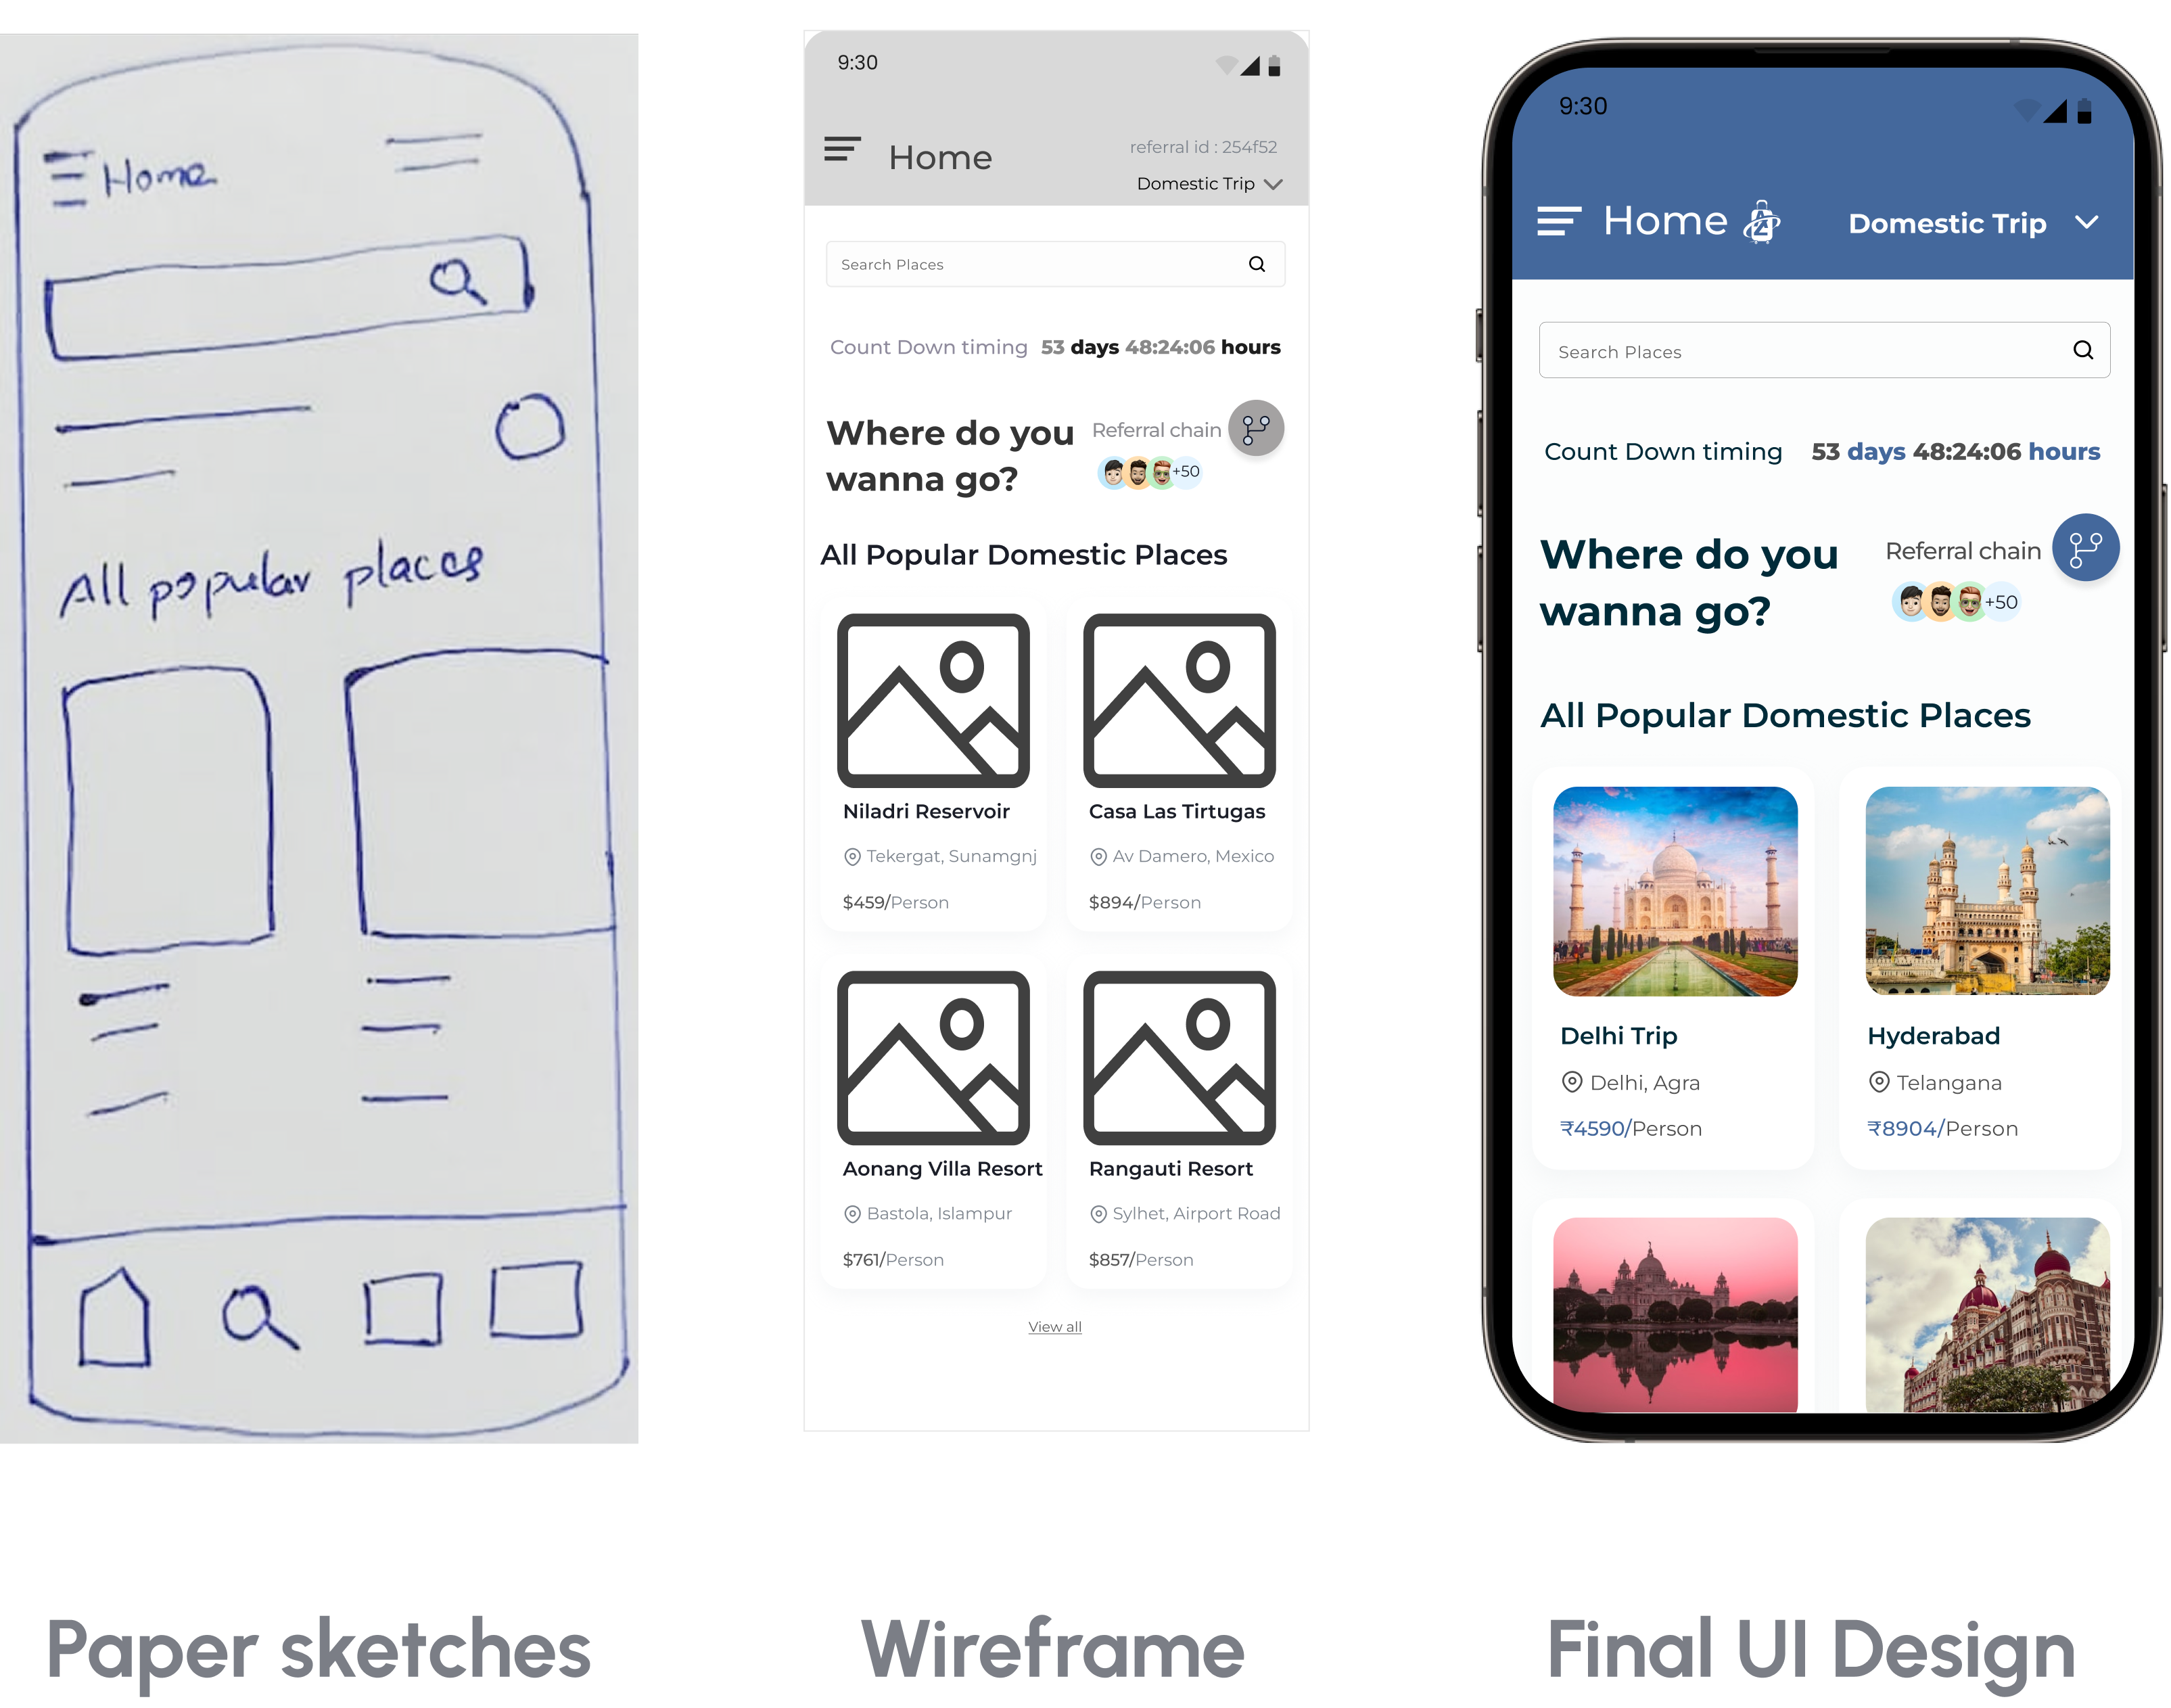 Home
All popular places
Paper sketches
9:30
Home
referral id : 254f52
Domestic Trip
Search Places
Count Down timing 53 days 48:24:06 hours
Where do you
wanna go?
Referral chain
+50
All Popular Domestic Places
Niladri Reservoir
Tekergat, Sunamgnj
$459/Person
Casa Las Tirtugas
Av Damero, Mexico
$894/Person
Aonang Villa Resort
Bastola, Islampur
$761/Person
Rangauti Resort
Sylhet, Airport Road
$857/Person
View all
Wireframe
9:30
Home
Domestic Trip
Search Places
Count Down timing 53 days 48:24:06 hours
Where do you
wanna go?
Referral chain
+50
All Popular Domestic Places
Delhi Trip
Delhi, Agra
₹4590/Person
Hyderabad
Telangana
₹8904/Person
Final UI Design